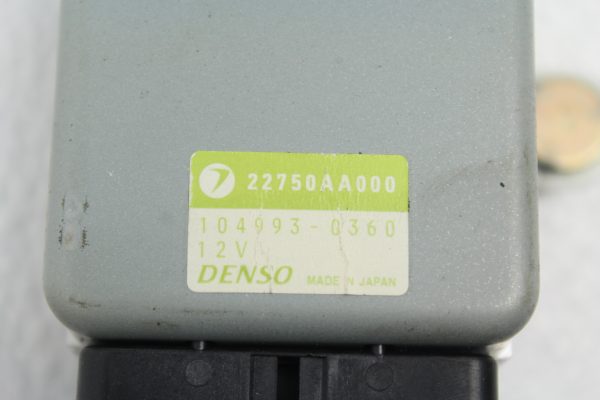 22750AA000
104993-0360
12V
DENSO MADE IN JAPAN